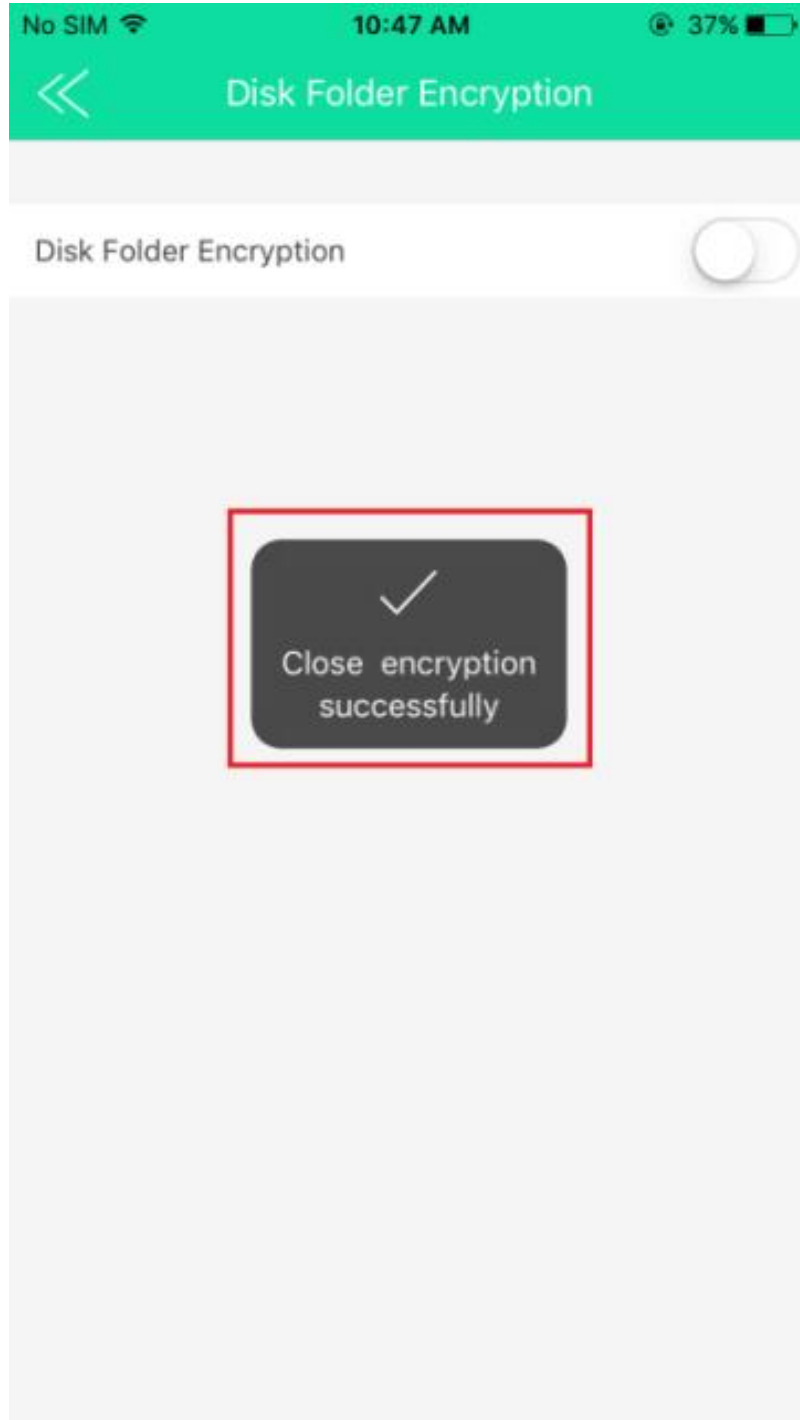 No SIM 10:47 AM 37%
Disk Folder Encryption
Disk Folder Encryption
Close encryption
successfully